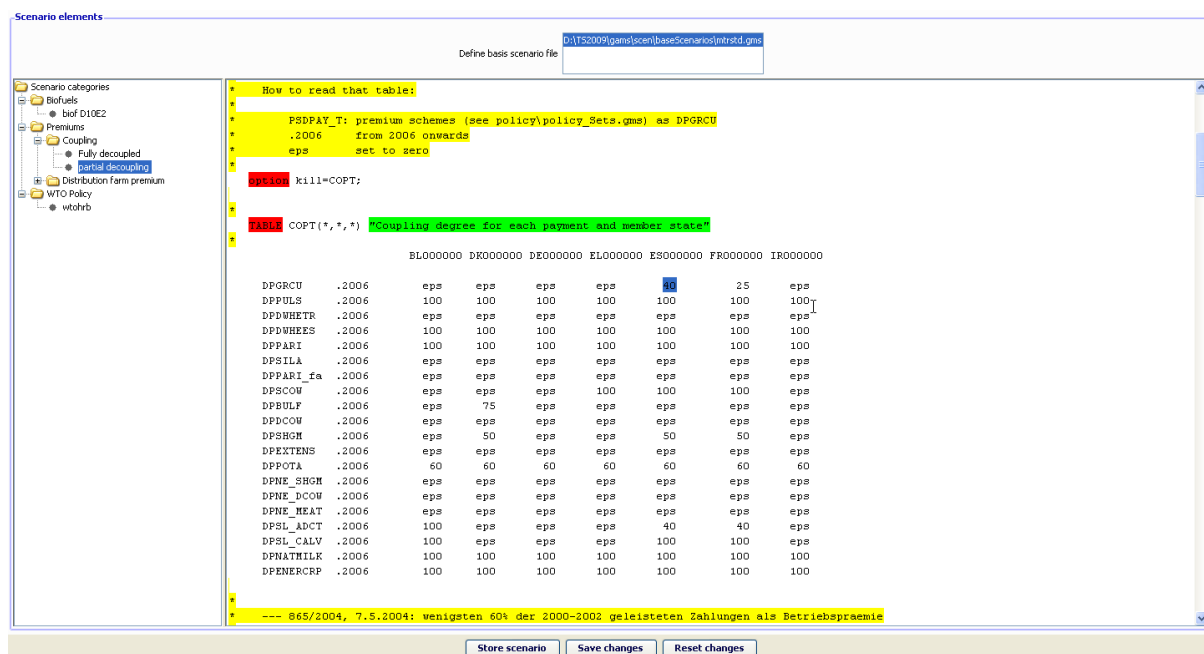 Scenario elements
Define basis scenario file
D:\TS2009\gams\scen\baseScenarios\mtrstd.gms
Scenario categories
Biofuels
biof D10E2
Premiums
Coupling
Fully decoupled
partial decoupling
Distribution farm premium
WTO Policy
wtohrb
* How to read that table:
*
* PSDPAY_T: premium schemes (see policy\policy_Sets.gms) as DPGRCU
* .2006 from 2006 onwards
* eps set to zero
*
option kill=COPT;
*
TABLE COPT(*,*,*) "Coupling degree for each payment and member state"
*
BL000000 DK000000 DE000000 EL000000 ES000000 FR000000 IR000000
DPGRCU .2006 eps eps eps eps 40 25 eps
DPPULS .2006 100 100 100 100 100 100 100
DPDWHETR .2006 eps eps eps eps eps eps eps
DPDWHEES .2006 100 100 100 100 100 100 100
DPPARI .2006 100 100 100 100 100 100 100
DPSILA .2006 eps eps eps eps eps eps eps
DPPARI_fa .2006 eps eps eps eps eps eps eps
DPSCOW .2006 eps eps eps 100 100 100 eps
DPBULF .2006 eps 75 eps eps eps eps eps
DPDCOW .2006 eps eps eps eps eps eps eps
DPSHGM .2006 eps 50 eps eps 50 50 eps
DPEXTENS .2006 eps eps eps eps eps eps eps
DPPOTA .2006 60 60 60 60 60 60 60
DPNE_SHGM .2006 eps eps eps eps eps eps eps
DPNE_DCOW .2006 eps eps eps eps eps eps eps
DPNE_MEAT .2006 eps eps eps eps eps eps eps
DPSL_ADCT .2006 100 eps eps eps 40 40 eps
DPSL_CALV .2006 100 eps eps 100 100 100 eps
DPNATMILK .2006 100 100 100 100 100 100 100
DPENERCRP .2006 100 100 100 100 100 100 100
*
* --- 865/2004, 7.5.2004: wenigsten 60% der 2000-2002 geleisteten Zahlungen als Betriebspraemie
Store scenario Save changes Reset changes